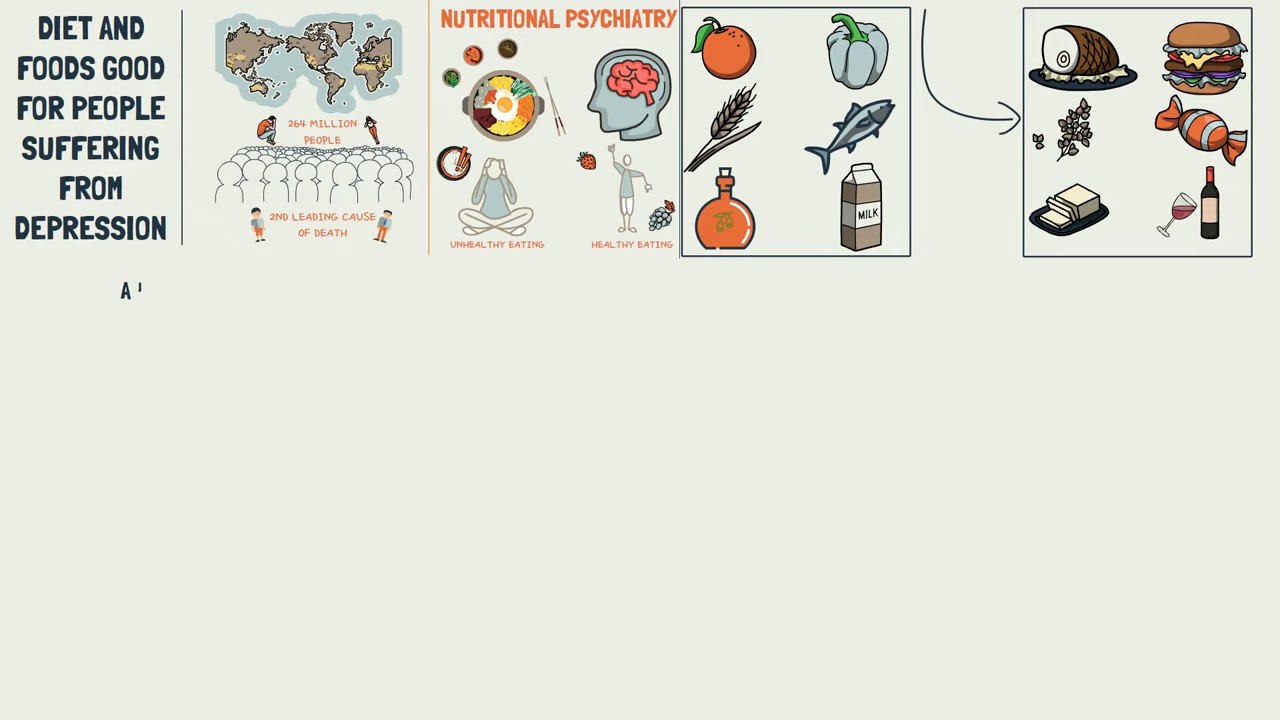 DIET AND
FOODS GOOD
FOR PEOPLE
SUFFERING
FROM
DEPRESSION
264 MILLION
PEOPLE
2ND LEADING CAUSE
OF DEATH
NUTRITIONAL PSYCHIATRY
UNHEALTHY EATING
HEALTHY EATING
MILK
A